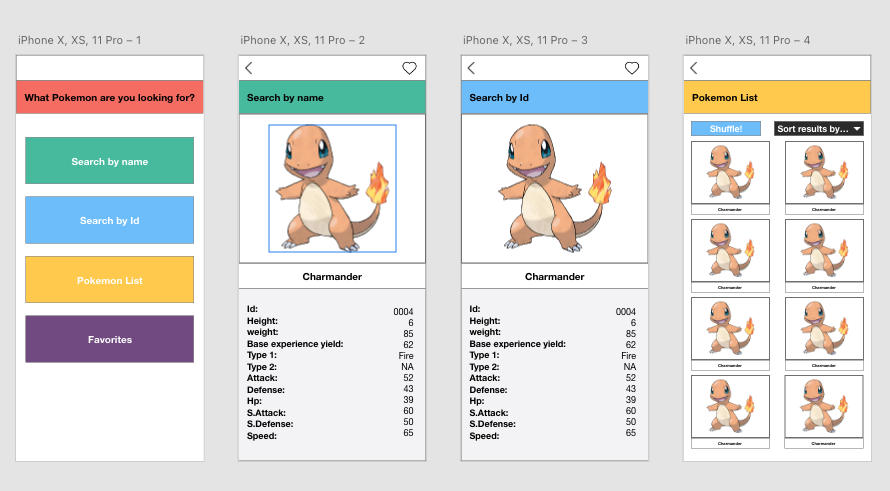 iPhone X, XS, 11 Pro – 1
What Pokemon are you looking for?
Search by name
Search by Id
Pokemon List
Favorites
iPhone X, XS, 11 Pro – 2
Search by name
Charmander
Id: 0004
Height: 6
weight: 85
Base experience yield: 62
Type 1: Fire
Type 2: NA
Attack: 52
Defense: 43
Hp: 39
S.Attack: 60
S.Defense: 50
Speed: 65
iPhone X, XS, 11 Pro – 3
Search by Id
Charmander
Id: 0004
Height: 6
weight: 85
Base experience yield: 62
Type 1: Fire
Type 2: NA
Attack: 52
Defense: 43
Hp: 39
S.Attack: 60
S.Defense: 50
Speed: 65
iPhone X, XS, 11 Pro – 4
Pokemon List
Shuffle! Sort results by...
Charmander Charmander
Charmander Charmander
Charmander Charmander
Charmander Charmander